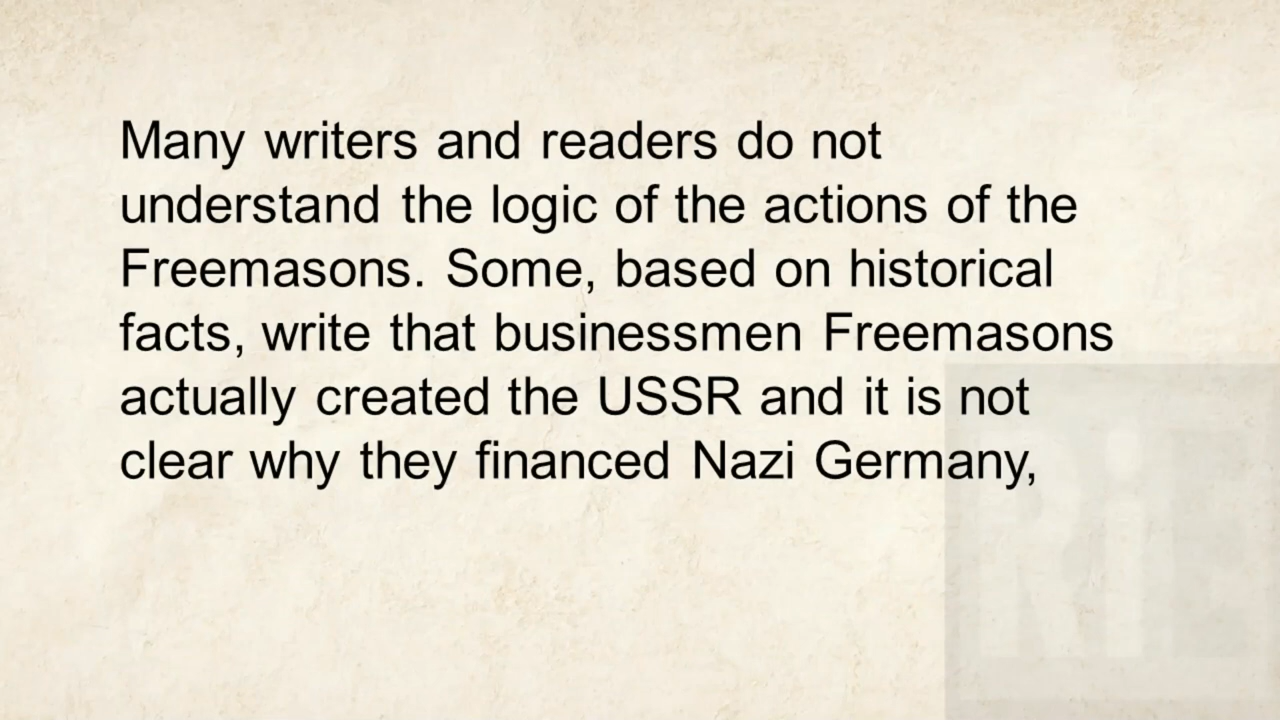 Many writers and readers do not
understand the logic of the actions of the
Freemasons. Some, based on historical
facts, write that businessmen Freemasons
actually created the USSR and it is not
clear why they financed Nazi Germany,